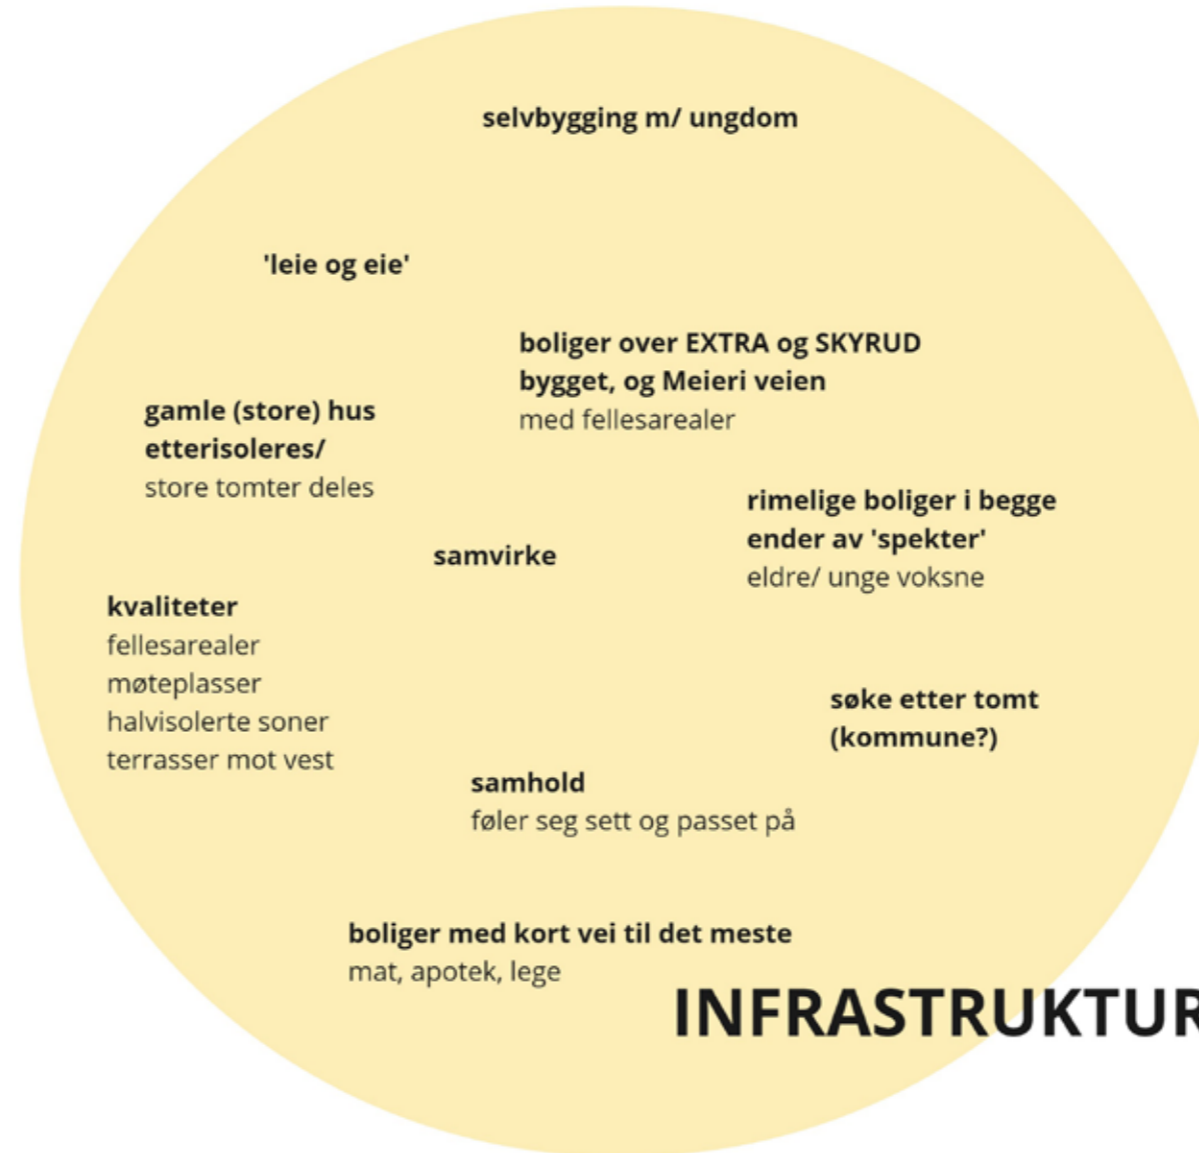 selvbygging m/ ungdom
'leie og eie'
boliger over EXTRA og SKYRUD
bygget, og Meieri veien
med fellesarealer
gamle (store) hus
etterisoleres/
store tomter deles
rimelige boliger i begge
ender av 'spekter'
eldre/ unge voksne
samvirke
kvaliteter
fellesarealer
møteplasser
halvisolerte soner
terrasser mot vest
søke etter tomt
(kommune?)
samhold
føler seg sett og passet på
boliger med kort vei til det meste
mat, apotek, lege
INFRASTRUKTUR